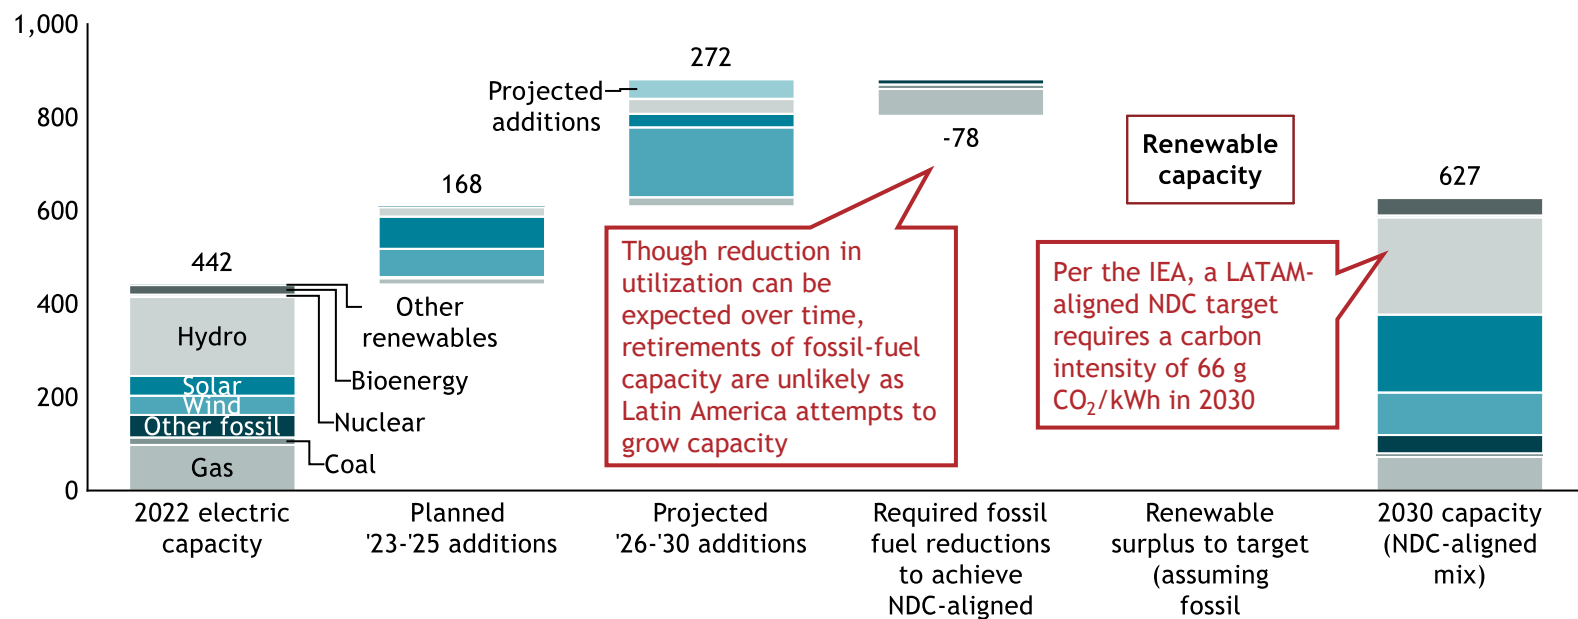 1,000
800
600
400
200
0
442
168
272
-78
627
Projected
additions
Renewable
capacity
Hydro
Solar
Wind
Other fossil
Gas
Other
renewables
Bioenergy
Nuclear
Coal
Though reduction in
utilization can be
expected over time,
retirements of fossil-fuel
capacity are unlikely as
Latin America attempts to
grow capacity
Per the IEA, a LATAM-
aligned NDC target
requires a carbon
intensity of 66 g
CO₂/kWh in 2030
2022 electric
capacity
Planned
'23-'25 additions
Projected
'26-'30 additions
Required fossil
fuel reductions
to achieve
NDC-aligned
Renewable
surplus to target
(assuming
fossil
2030 capacity
(NDC-aligned
mix)